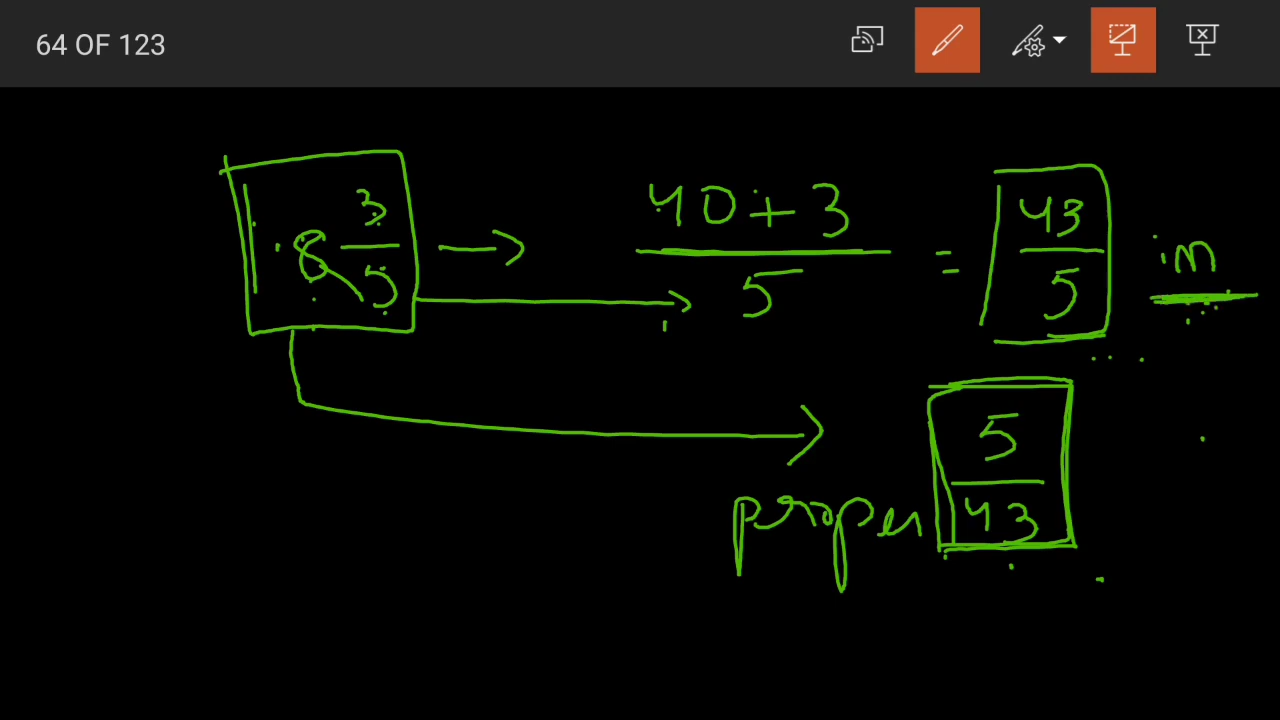 64 OF 123
8 3/5 → 40+3/5 = 43/5 im
proper 5/43